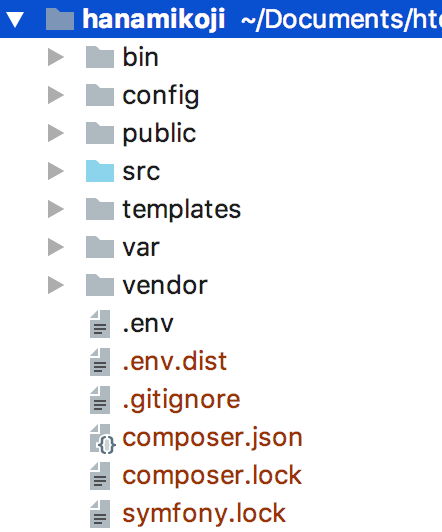 hanamikoji ~/Documents/htc
bin
config
public
src
templates
var
vendor
.env
.env.dist
.gitignore
composer.json
composer.lock
symfony.lock